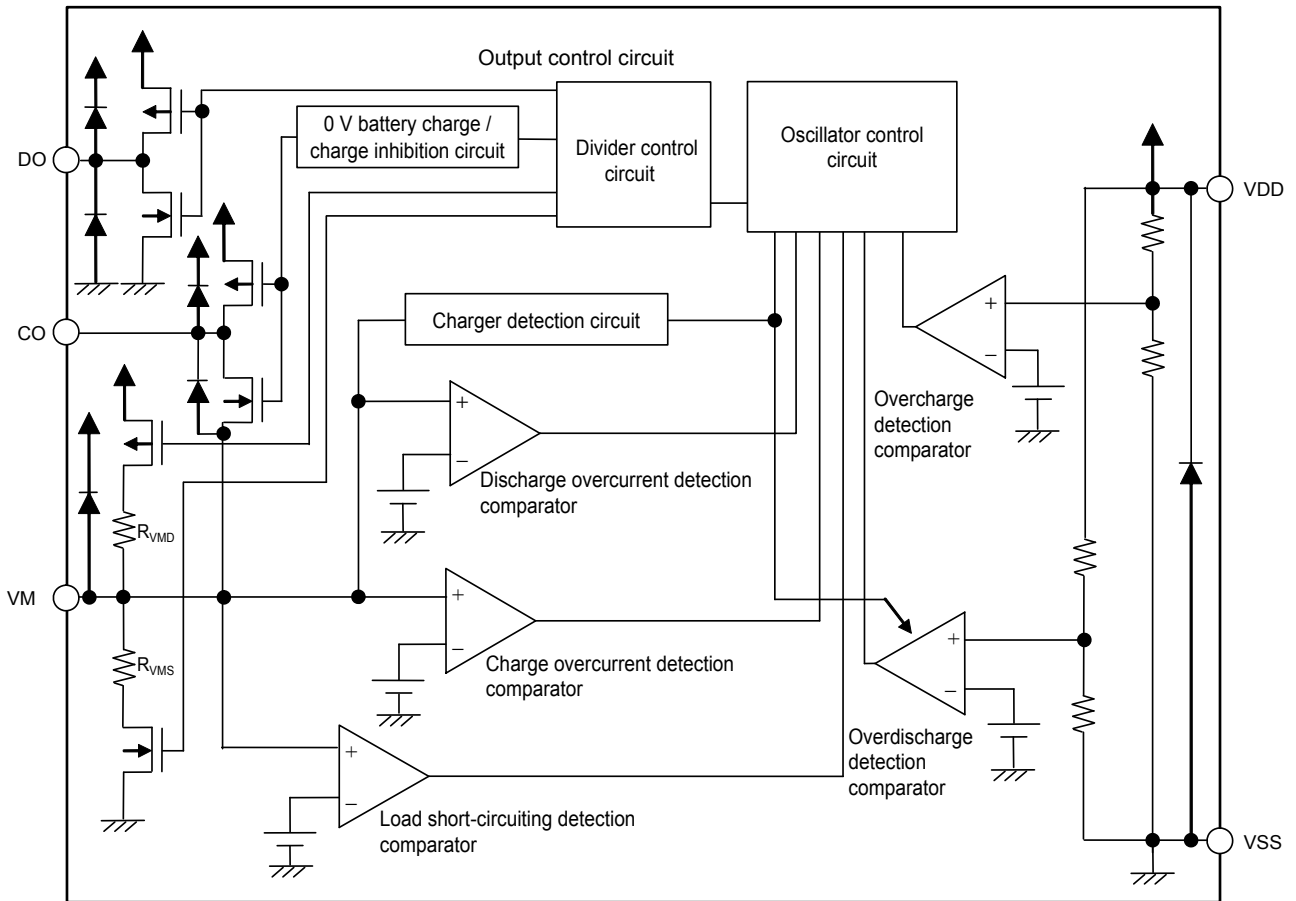 Output control circuit
0 V battery charge /
charge inhibition circuit
Divider control
circuit
Oscillator control
circuit
DO
VDD
CO
Charger detection circuit
+
−
Overcharge
detection
comparator
+
−
Discharge overcurrent detection
comparator
RVMD
VM
+
−
Charge overcurrent detection
comparator
RVMS
+
−
Overdischarge
detection
comparator
+
−
Load short-circuiting detection
comparator
VSS